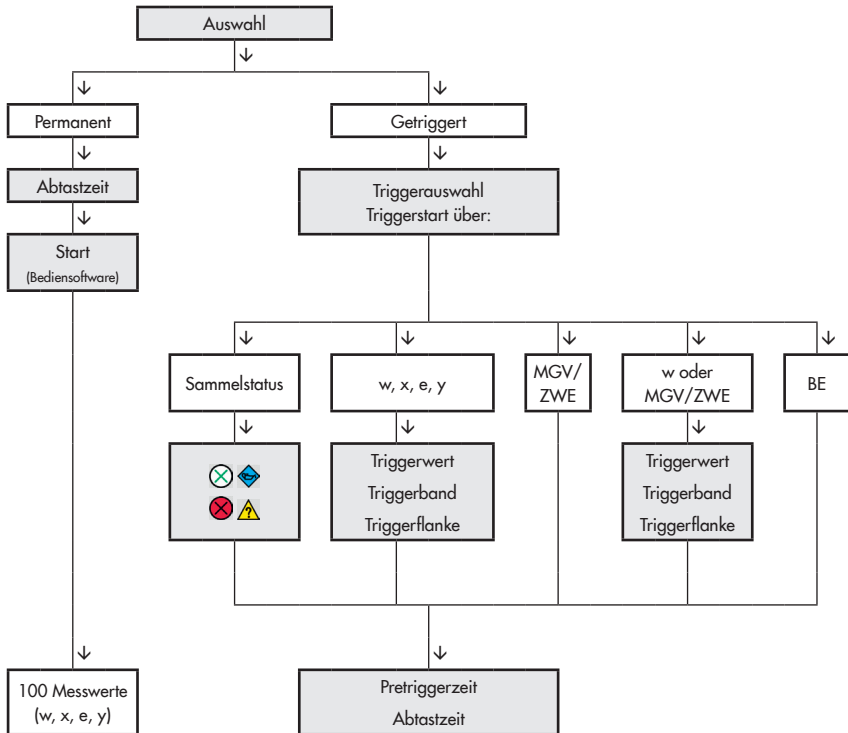 Auswahl
Permanent
Getriggert
Abtastzeit
Triggerauswahl
Triggerstart über:
Start
(Bediensoftware)
Sammelstatus
w, x, e, y
MGV/
ZWE
w oder
MGV/ZWE
BE
?
Triggerwert
Triggerband
Triggerflanke
Triggerwert
Triggerband
Triggerflanke
100 Messwerte
(w, x, e, y)
Pretriggerzeit
Abtastzeit